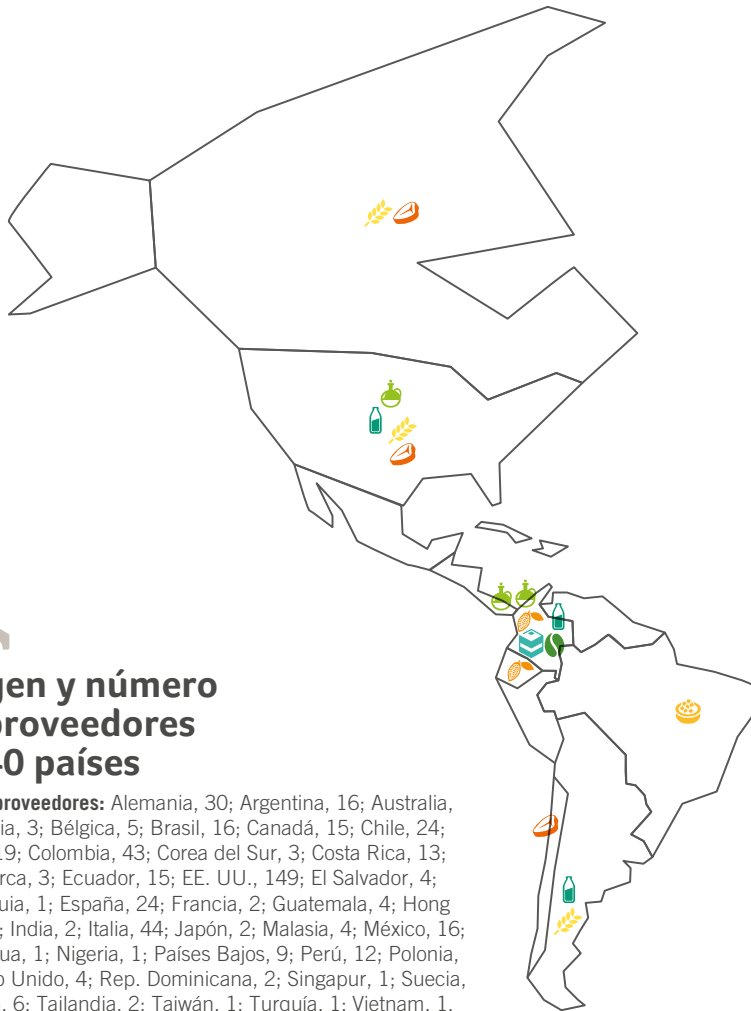 gen y número
proveedores
0 países
proveedores: Alemania, 30; Argentina, 16; Australia,
ia, 3; Bélgica, 5; Brasil, 16; Canadá, 15; Chile, 24;
19; Colombia, 43; Corea del Sur, 3; Costa Rica, 13;
rca, 3; Ecuador, 15; EE. UU., 149; El Salvador, 4;
quia, 1; España, 24; Francia, 2; Guatemala, 4; Hong
; India, 2; Italia, 44; Japón, 2; Malasia, 4; México, 16;
ua, 1; Nigeria, 1; Países Bajos, 9; Perú, 12; Polonia,
o Unido, 4; Rep. Dominicana, 2; Singapur, 1; Suecia,
6; Tailandia, 2; Taiwán, 1; Turquía, 1; Vietnam, 1.